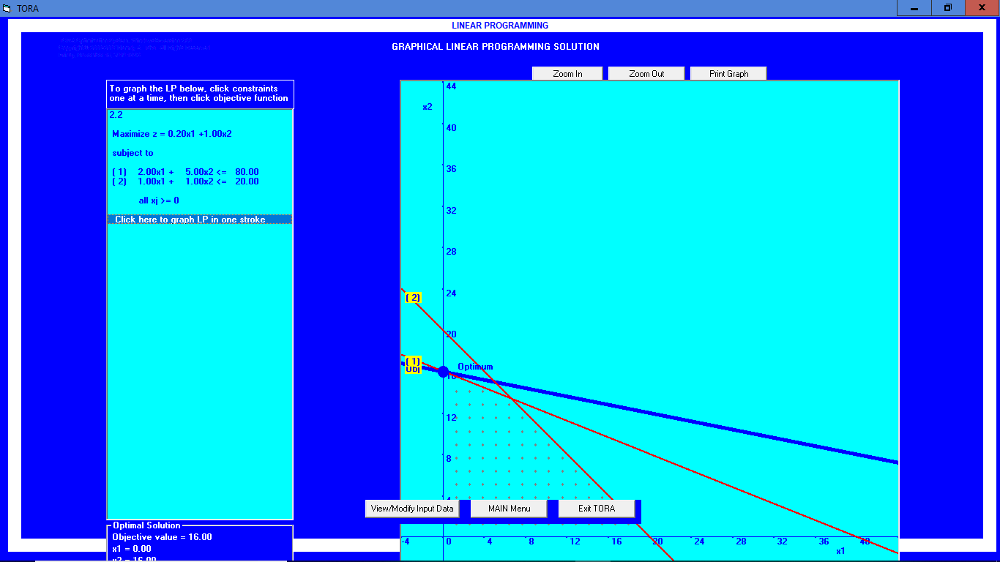 TORA
LINEAR PROGRAMMING
GRAPHICAL LINEAR PROGRAMMING SOLUTION
Zoom In
Zoom Out
Print Graph
To graph the LP below, click constraints
one at a time, then click objective function
2.2
Maximize z = 0.20x1 +1.00x2
subject to
( 1) 2.00x1 + 5.00x2 <= 80.00
( 2) 1.00x1 + 1.00x2 <= 20.00
all xj >= 0
Click here to graph LP in one stroke
44
x2
40
36
32
28
24
( 2)
20
( 1)
Obj
Optimum
16
12
8
4
View/Modify Input Data
MAIN Menu
Exit TORA
-4 0 4 8 12 16 20 24 28 32 36 48
x1
Optimal Solution
Objective value = 16.00
x1 = 0.00
x2 = 16.00